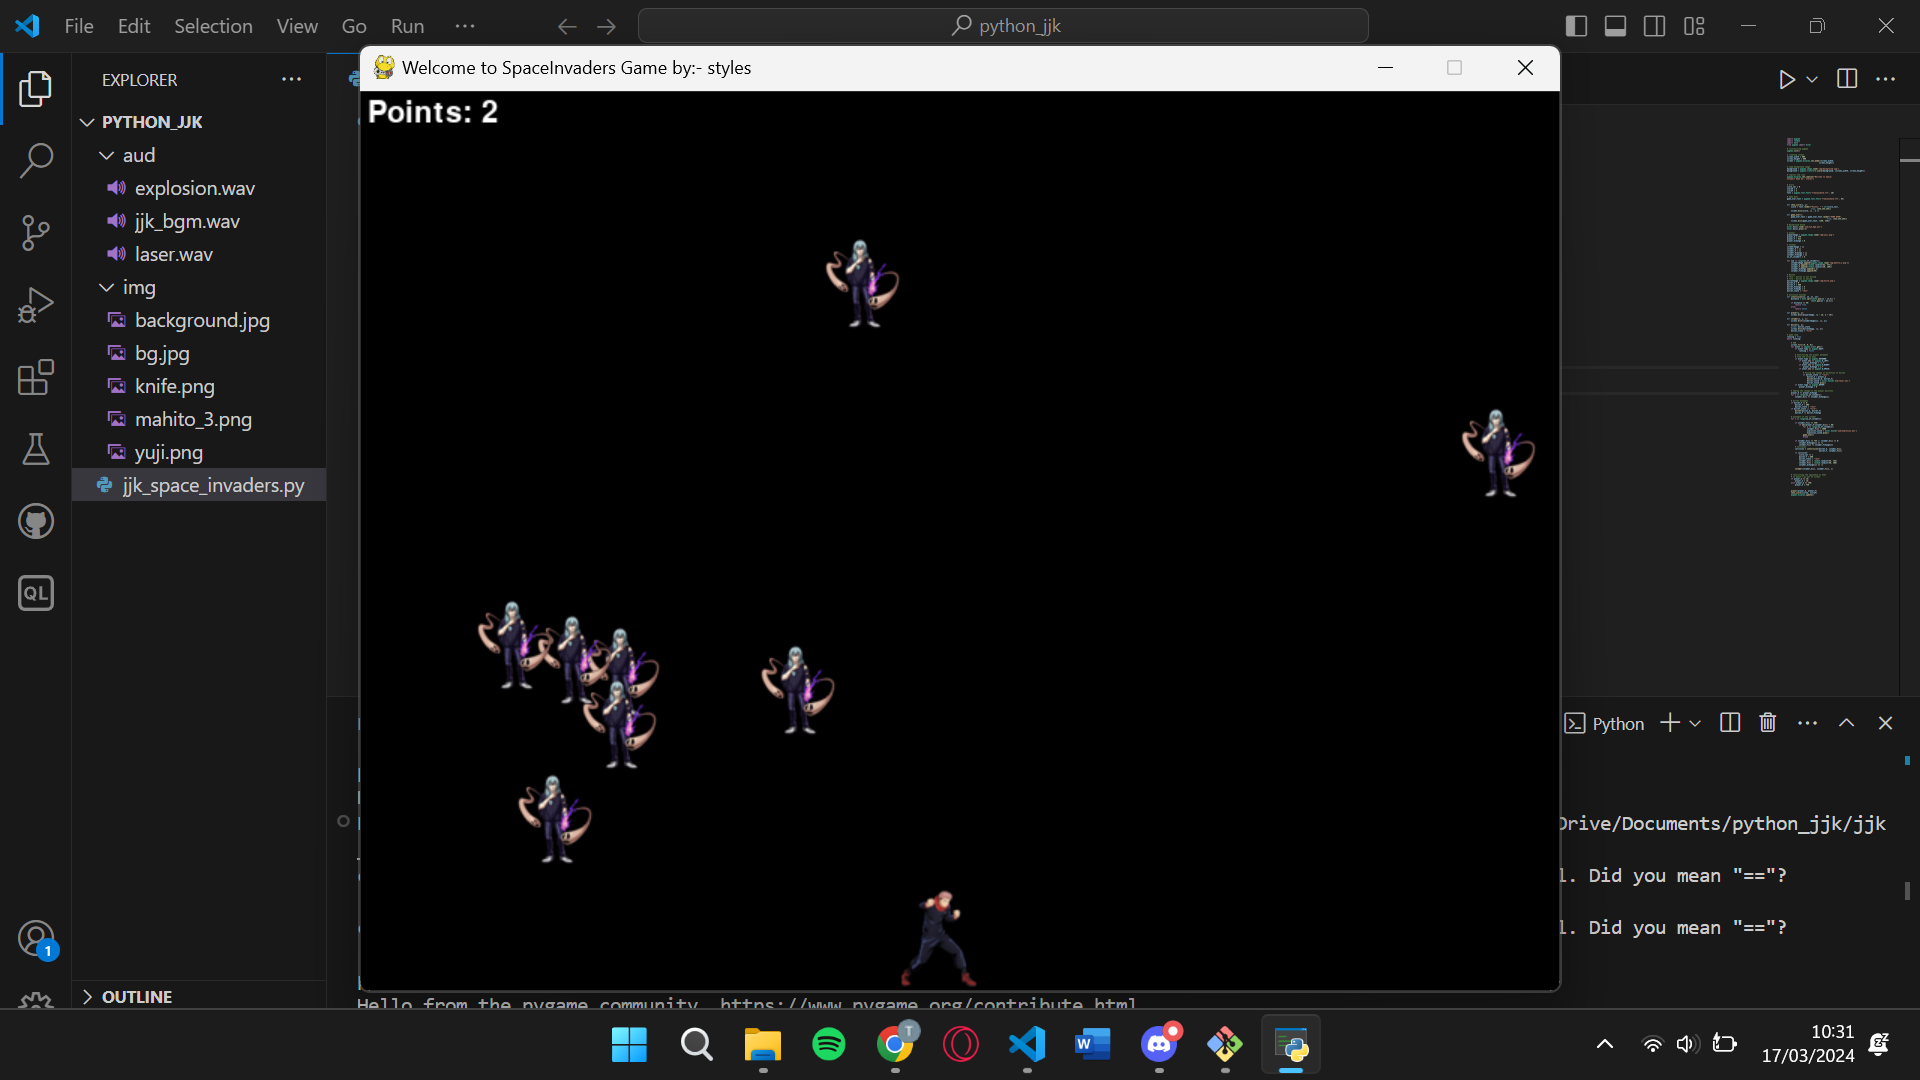 File Edit Selection View Go Run ... python_jjk
EXPLORER ...
Welcome to SpaceInvaders Game by:- styles
Points: 2
PYTHON_JJK
aud
explosion.wav
jjk_bgm.wav
laser.wav
img
background.jpg
bg.jpg
knife.png
mahito_3.png
yuji.png
jjk_space_invaders.py
QL
Python
Drive/Documents/python_jjk/jjk
. Did you mean "=="?
. Did you mean "=="?
1
OUTLINE
Hello from the pygame community. https://www.pygame.org/contribute.html
T
W
10:31
17/03/2024